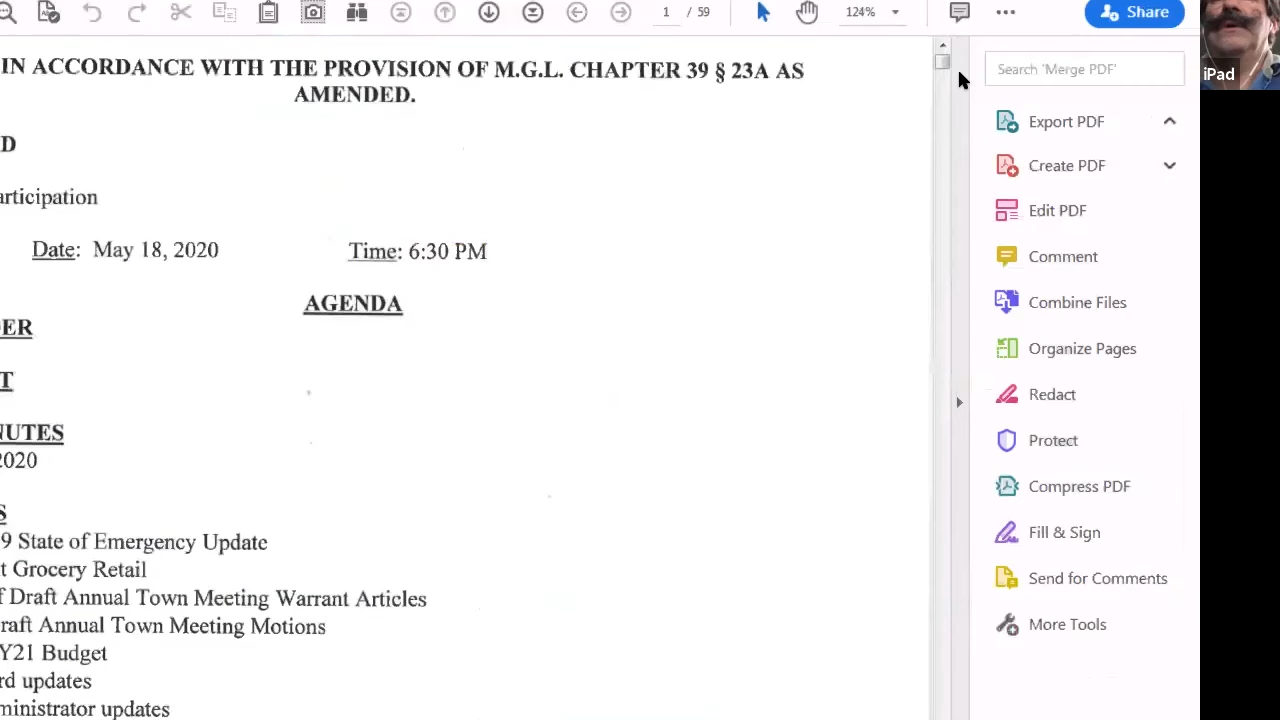 1 / 59
124%
Share
IN ACCORDANCE WITH THE PROVISION OF M.G.L. CHAPTER 39 § 23A AS
AMENDED.
D
articipation
Date: May 18, 2020 Time: 6:30 PM
AGENDA
ER
T
NUTES
2020
S
9 State of Emergency Update
t Grocery Retail
f Draft Annual Town Meeting Warrant Articles
raft Annual Town Meeting Motions
Y21 Budget
rd updates
ministrator updates
Search 'Merge PDF'
Export PDF
Create PDF
Edit PDF
Comment
Combine Files
Organize Pages
Redact
Protect
Compress PDF
Fill & Sign
Send for Comments
More Tools
iPad